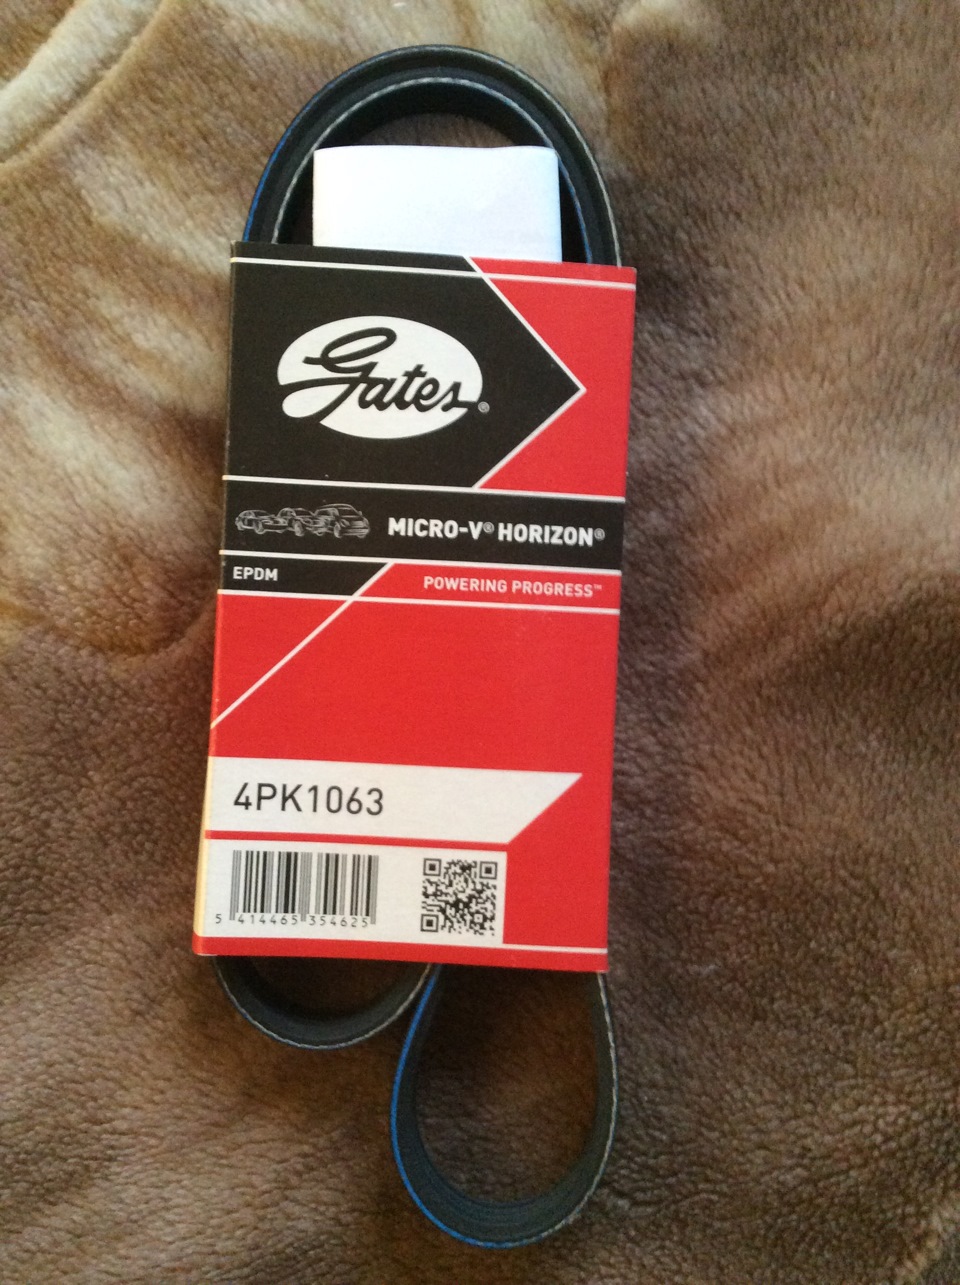 Gates®
MICRO-V® HORIZON®
EPDM
POWERING PROGRESS™
4PK1063
5 414465 354625